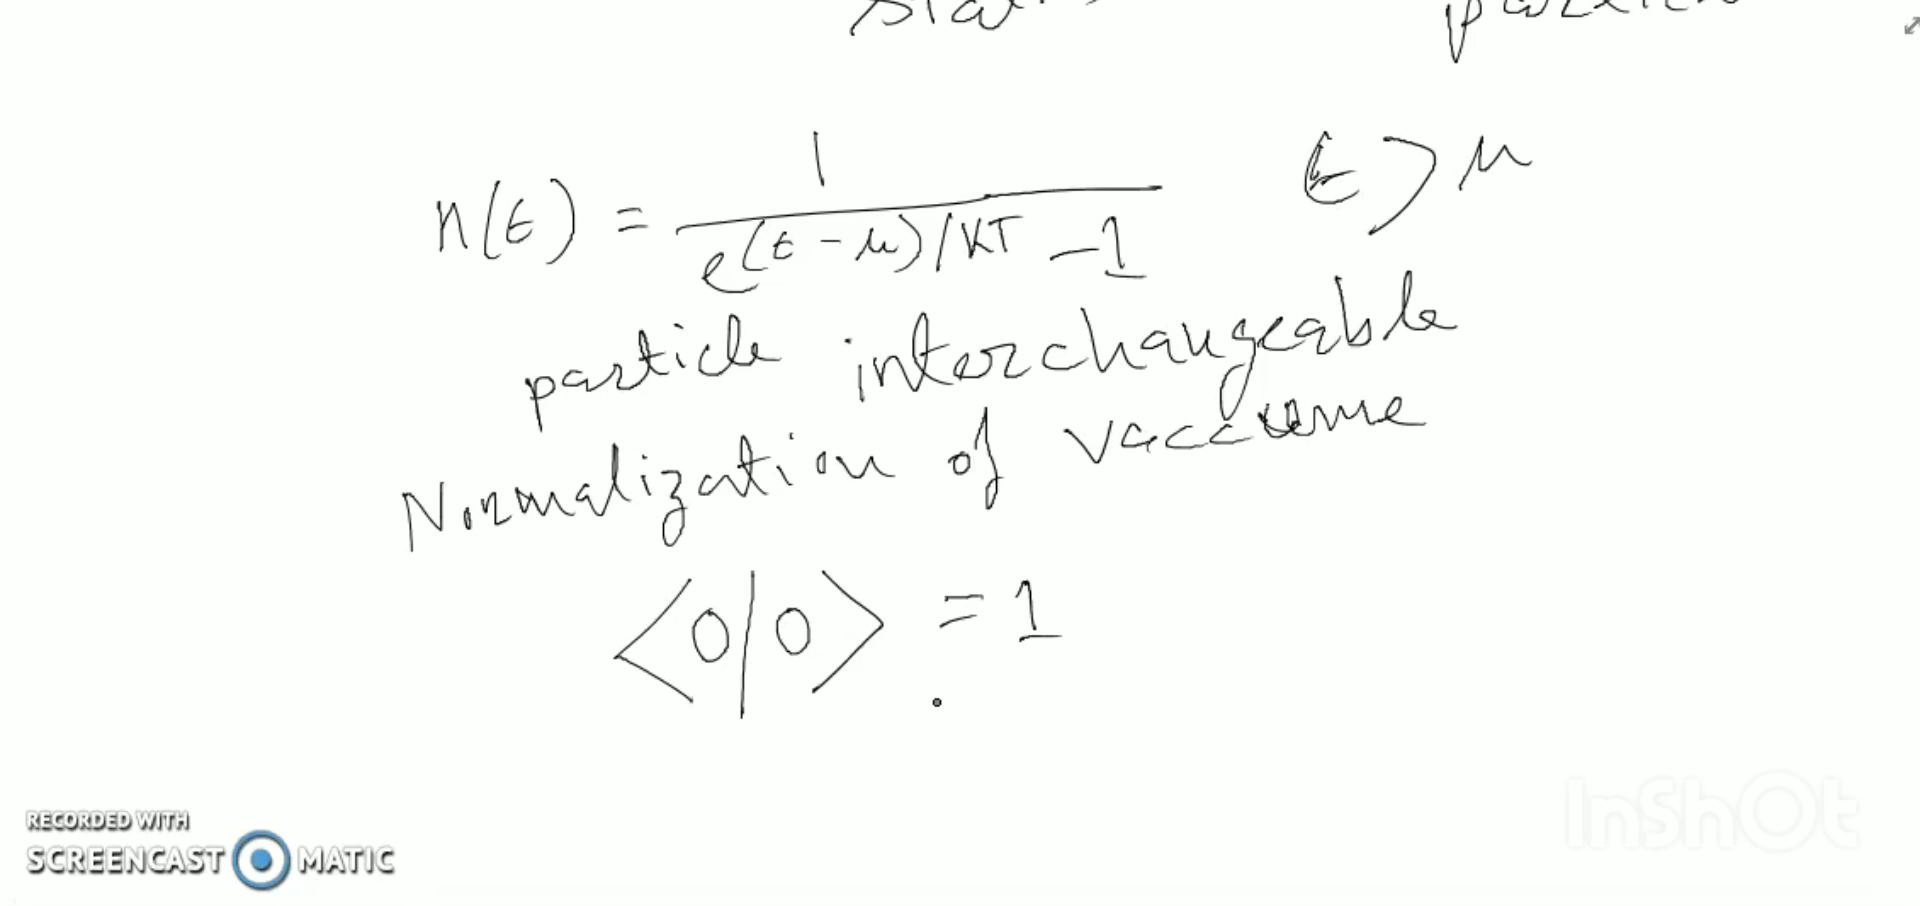 n(ε) = 1 / e(ε - μ)/KT - 1    ε > μ
particle interchangeable
Normalization of vaccume
<0|0> = 1
RECORDED WITH
SCREENCAST MATIC
InShOt